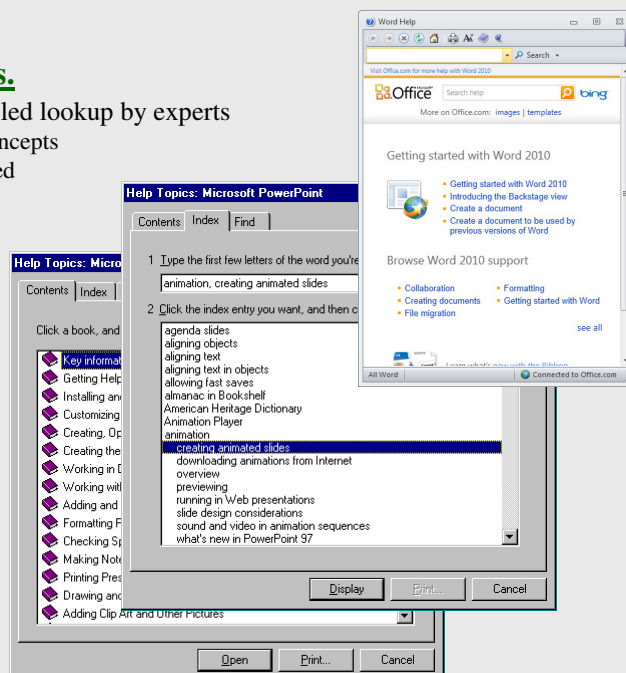 s.
led lookup by experts
ncepts
ed
Word Help
Search
Visit Office.com for more help with Word 2010
Office
Search help
bing
More on Office.com: images | templates
Getting started with Word 2010
Getting started with Word 2010
Introducing the Backstage view
Create a document
Create a document to be used by
previous versions of Word
Browse Word 2010 support
Collaboration
Formatting
Creating documents
Getting started with Word
File migration
see all
Learn what's new with the Ribbon
All Word
Connected to Office.com
Help Topics: Microsoft PowerPoint
Contents Index Find
1 Type the first few letters of the word you're
animation, creating animated slides
2 Click the index entry you want, and then c
agenda slides
aligning objects
aligning text
aligning text in objects
allowing fast saves
almanac in Bookshelf
American Heritage Dictionary
Animation Player
animation
creating animated slides
downloading animations from Internet
overview
previewing
running in Web presentations
slide design considerations
sound and video in animation sequences
what's new in PowerPoint 97
Display
Print...
Cancel
Help Topics: Micro
Contents Index
Click a book, and
Key informat
Getting Help
Installing an
Customizing
Creating, Op
Creating the
Working in D
Working wit
Adding and
Formatting P
Checking Sp
Making Note
Printing Pres
Drawing and
Adding Clip Art and Other Pictures
Open
Print...
Cancel